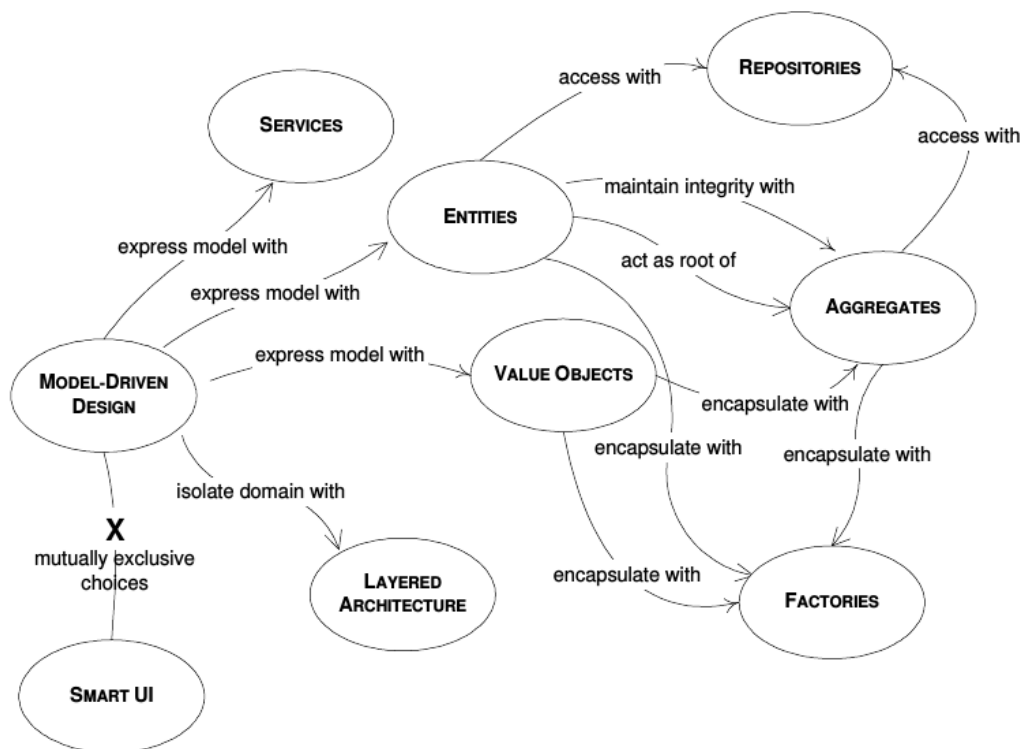 REPOSITORIES
access with
SERVICES
access with
maintain integrity with
ENTITIES
express model with
act as root of
express model with
AGGREGATES
express model with
VALUE OBJECTS
MODEL-DRIVEN
DESIGN
encapsulate with
encapsulate with
encapsulate with
isolate domain with
X
mutually exclusive
choices
encapsulate with
LAYERED
ARCHITECTURE
FACTORIES
SMART UI